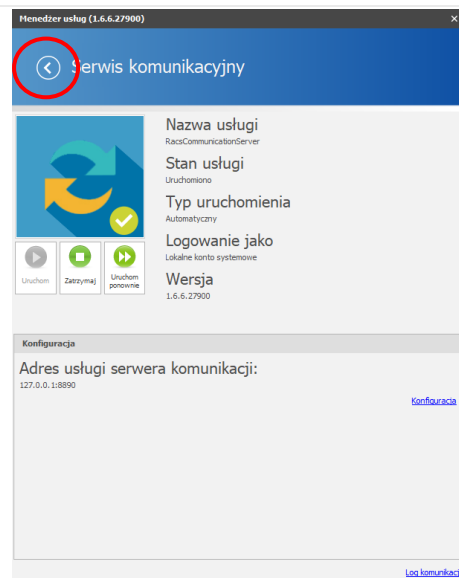 Menedżer usług (1.6.6.27900)
Serwis komunikacyjny
Nazwa usługi
RacsCommunicationServer
Stan usługi
Uruchomiono
Typ uruchomienia
Automatyczny
Logowanie jako
Lokalne konto systemowe
Wersja
1.6.6.27900
Uruchom
Zatrzymaj
Uruchom
ponownie
Konfiguracja
Adres usługi serwera komunikacji:
127.0.0.1:8890
Konfiguracja
Log komunikacj